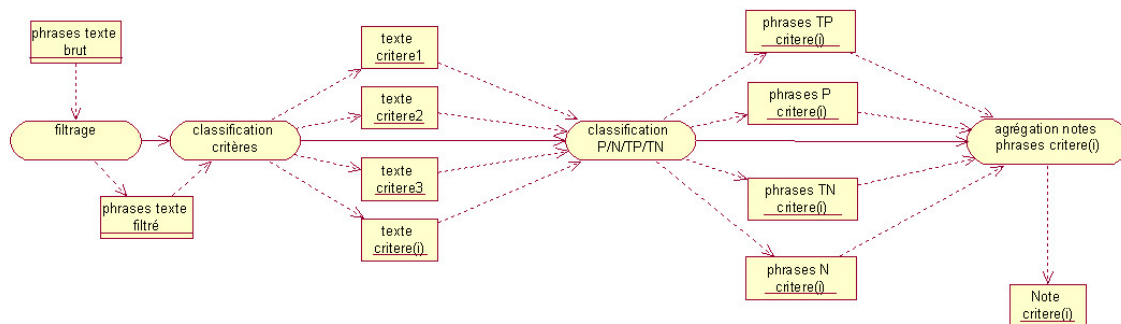 phrases texte
brut
filtrage
phrases texte
filtré
classification
critères
texte
critere1
texte
critere2
texte
critere3
texte
critere(i)
classification
P/N/TP/TN
phrases TP
critere(i)
phrases P
critere(i)
phrases TN
critere(i)
phrases N
critere(i)
agrégation notes
phrases critere(i)
Note
critere(i)